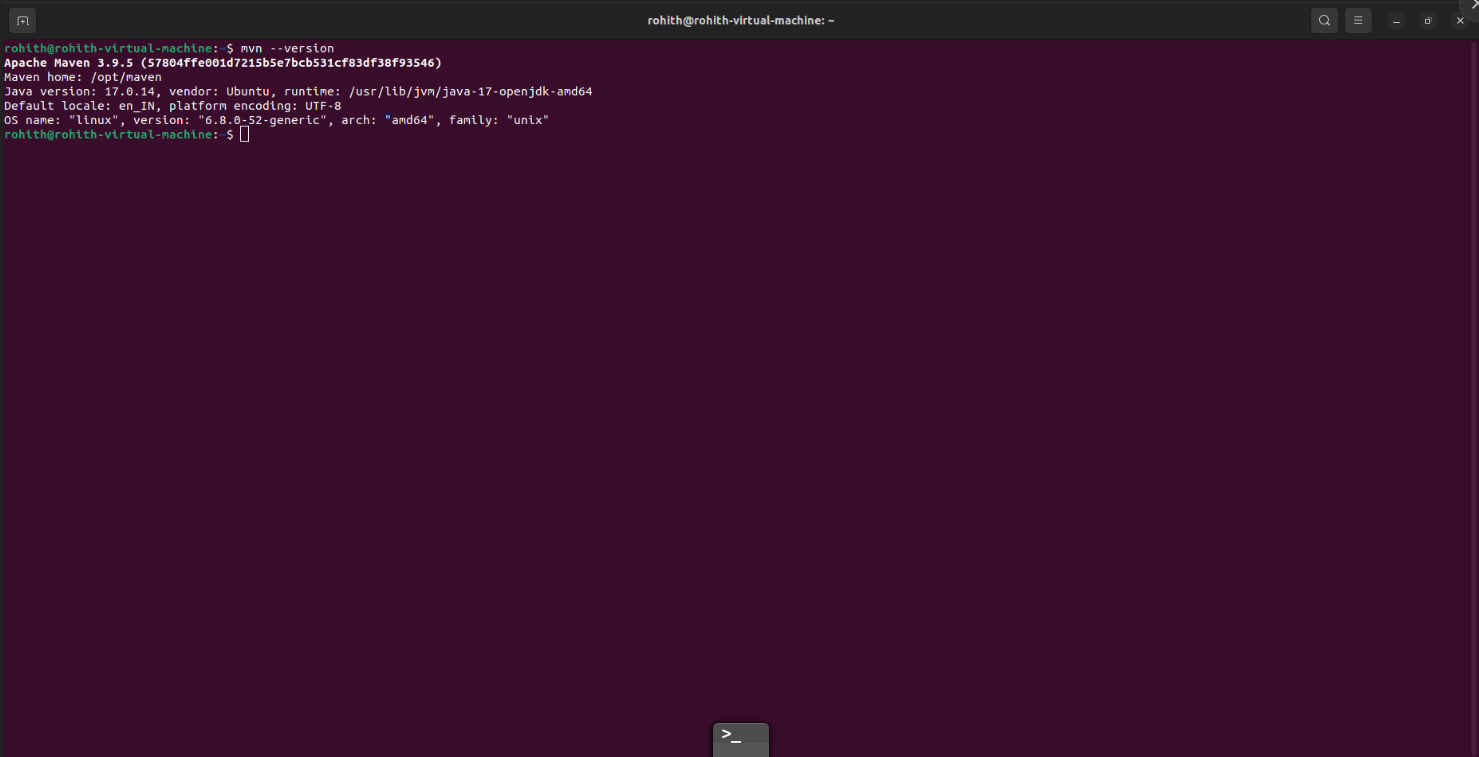 rohith@rohith-virtual-machine: ~
rohith@rohith-virtual-machine:~$ mvn --version
Apache Maven 3.9.5 (57804ffe001d7215b5e7bcb531cf83df38f93546)
Maven home: /opt/maven
Java version: 17.0.14, vendor: Ubuntu, runtime: /usr/lib/jvm/java-17-openjdk-amd64
Default locale: en_IN, platform encoding: UTF-8
OS name: "linux", version: "6.8.0-52-generic", arch: "amd64", family: "unix"
rohith@rohith-virtual-machine:~$
>_